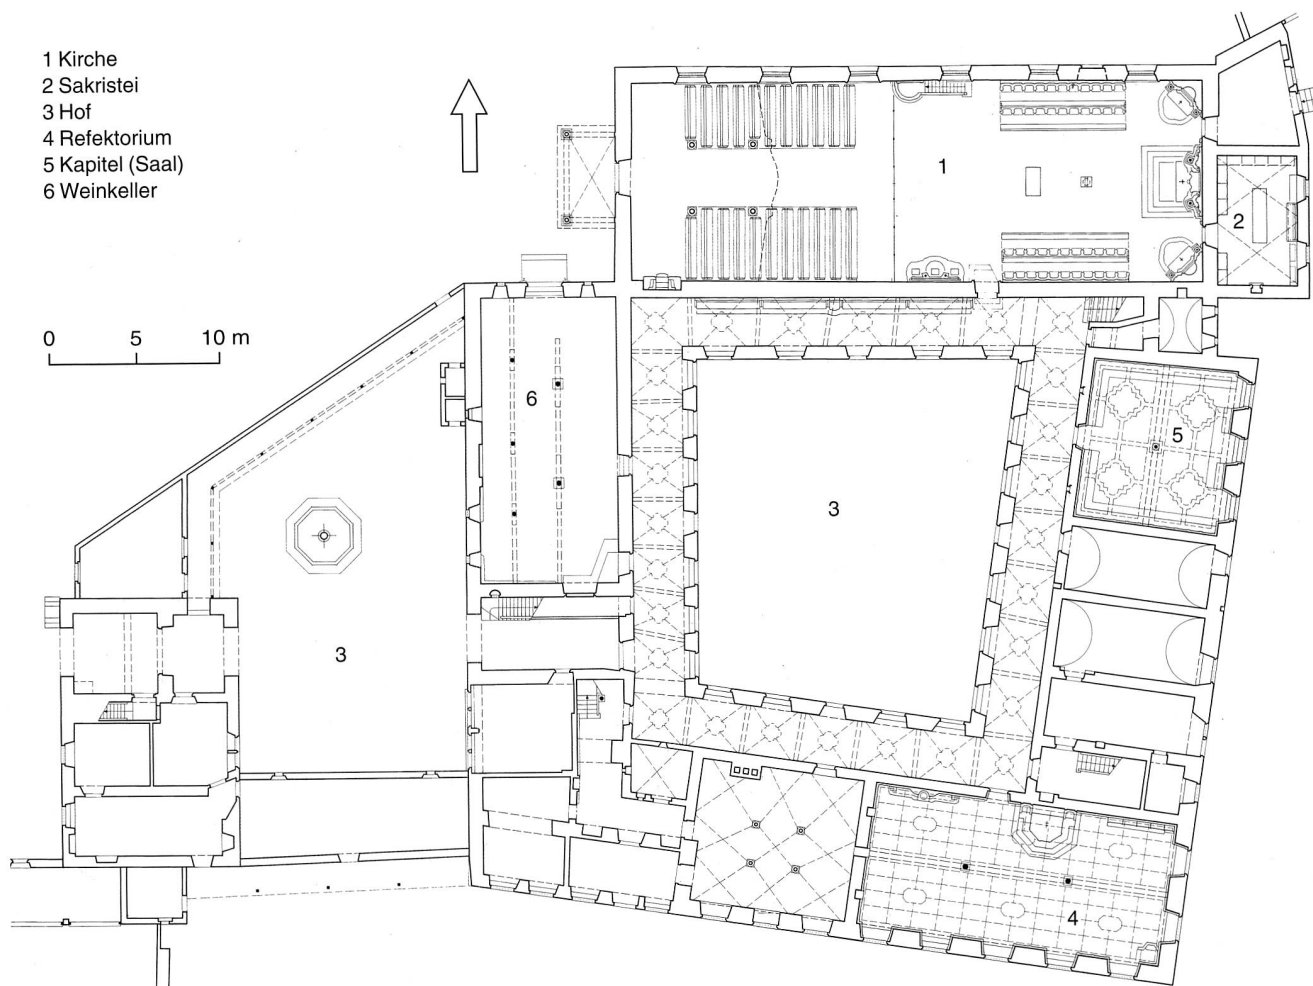 1 Kirche
2 Sakristei
3 Hof
4 Refektorium
5 Kapitel (Saal)
6 Weinkeller
0 5 10 m
1
2
6
5
3
3
4